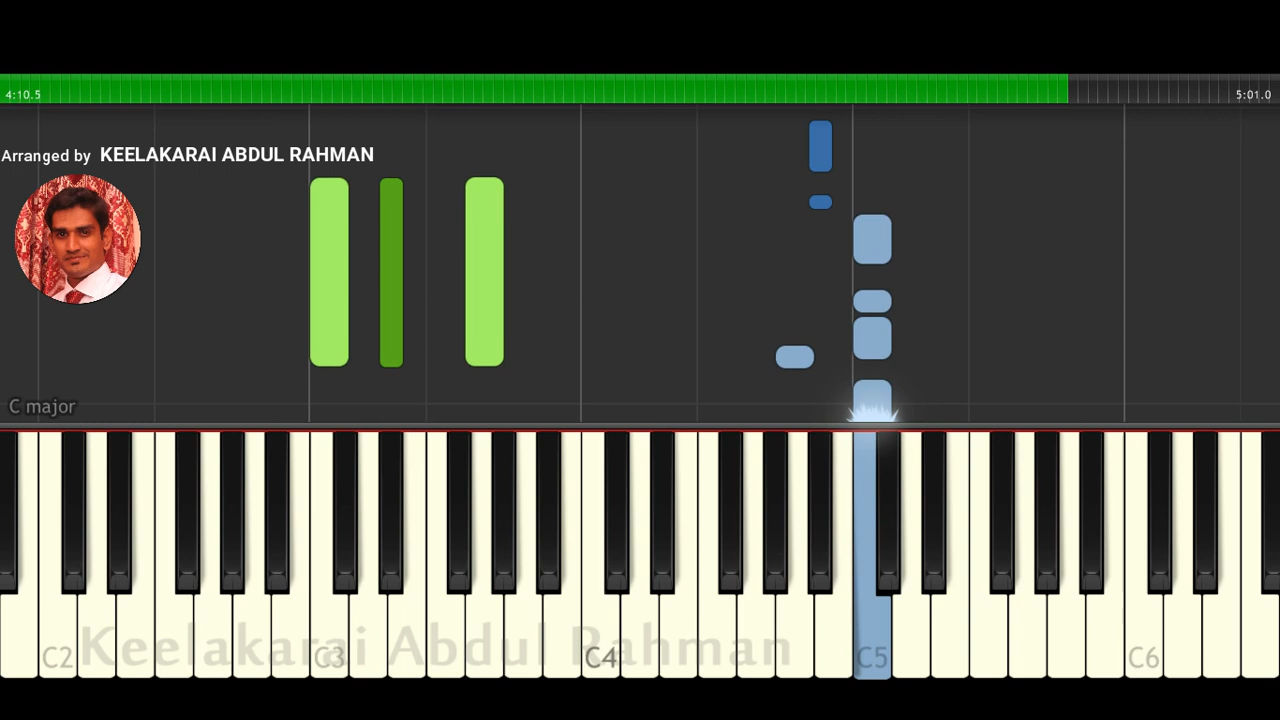 4:10.5
5:01.0
Arranged by KEELAKARAI ABDUL RAHMAN
C major
Keelakarai Abdul Rahman
C2
C3
C4
C5
C6